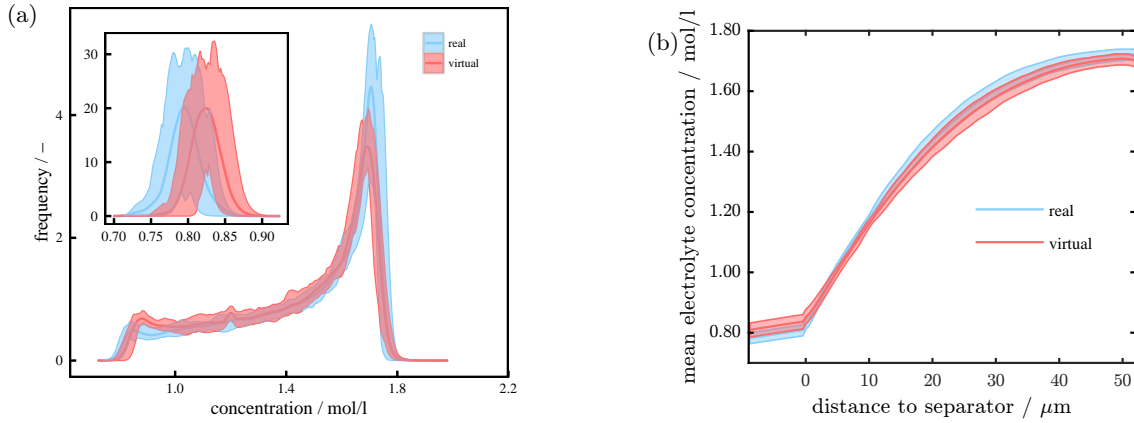 (a)
frequency / −
4
2
0
30
20
10
0
0.70 0.75 0.80 0.85 0.90
real
virtual
1.0 1.4 1.8 2.2
concentration / mol/l
(b)
mean electrolyte concentration / mol/l
1.80
1.60
1.40
1.20
1.00
0.80
real
virtual
0 10 20 30 40 50
distance to separator / μm